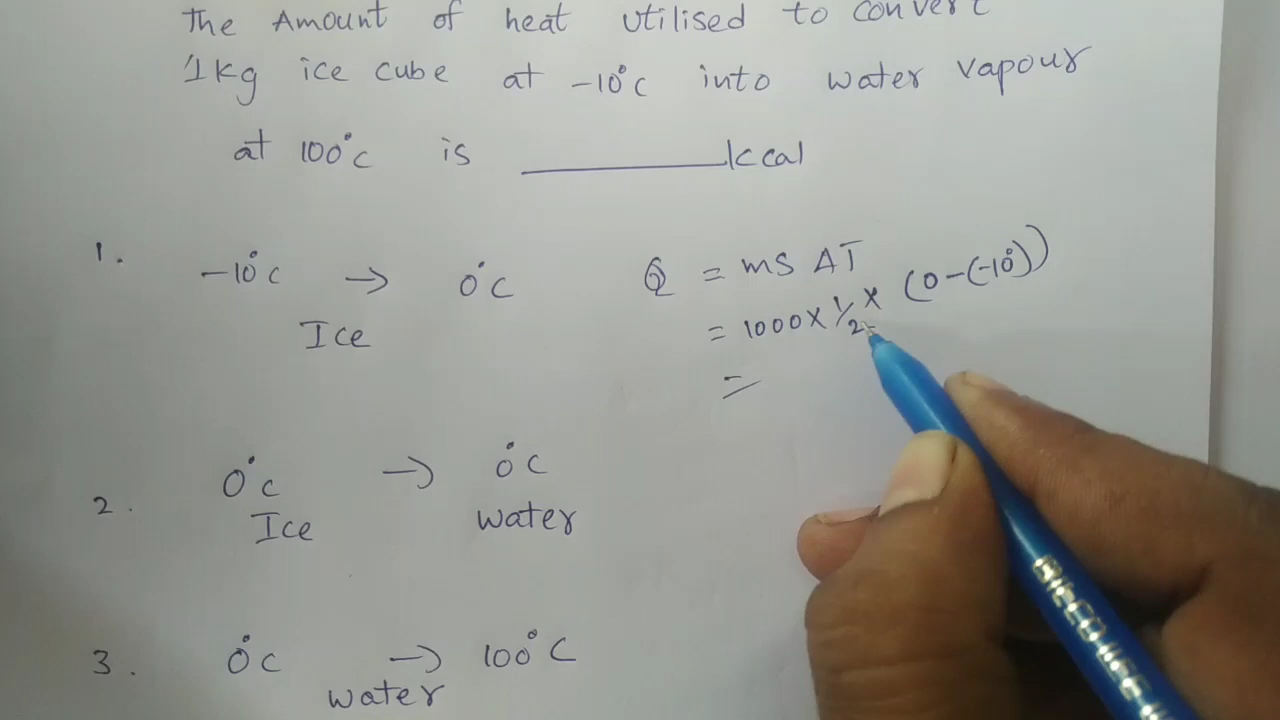 The Amount of heat utilised to convert
1kg ice cube at -10°C into water vapour
at 100°C is ________ kcal
1. -10°C → 0°C Q = ms ΔT
Ice = 1000 x 1/2 x (0-(-10°))
=
2. 0°C → 0°C
Ice water
3. 0°C → 100°C
water